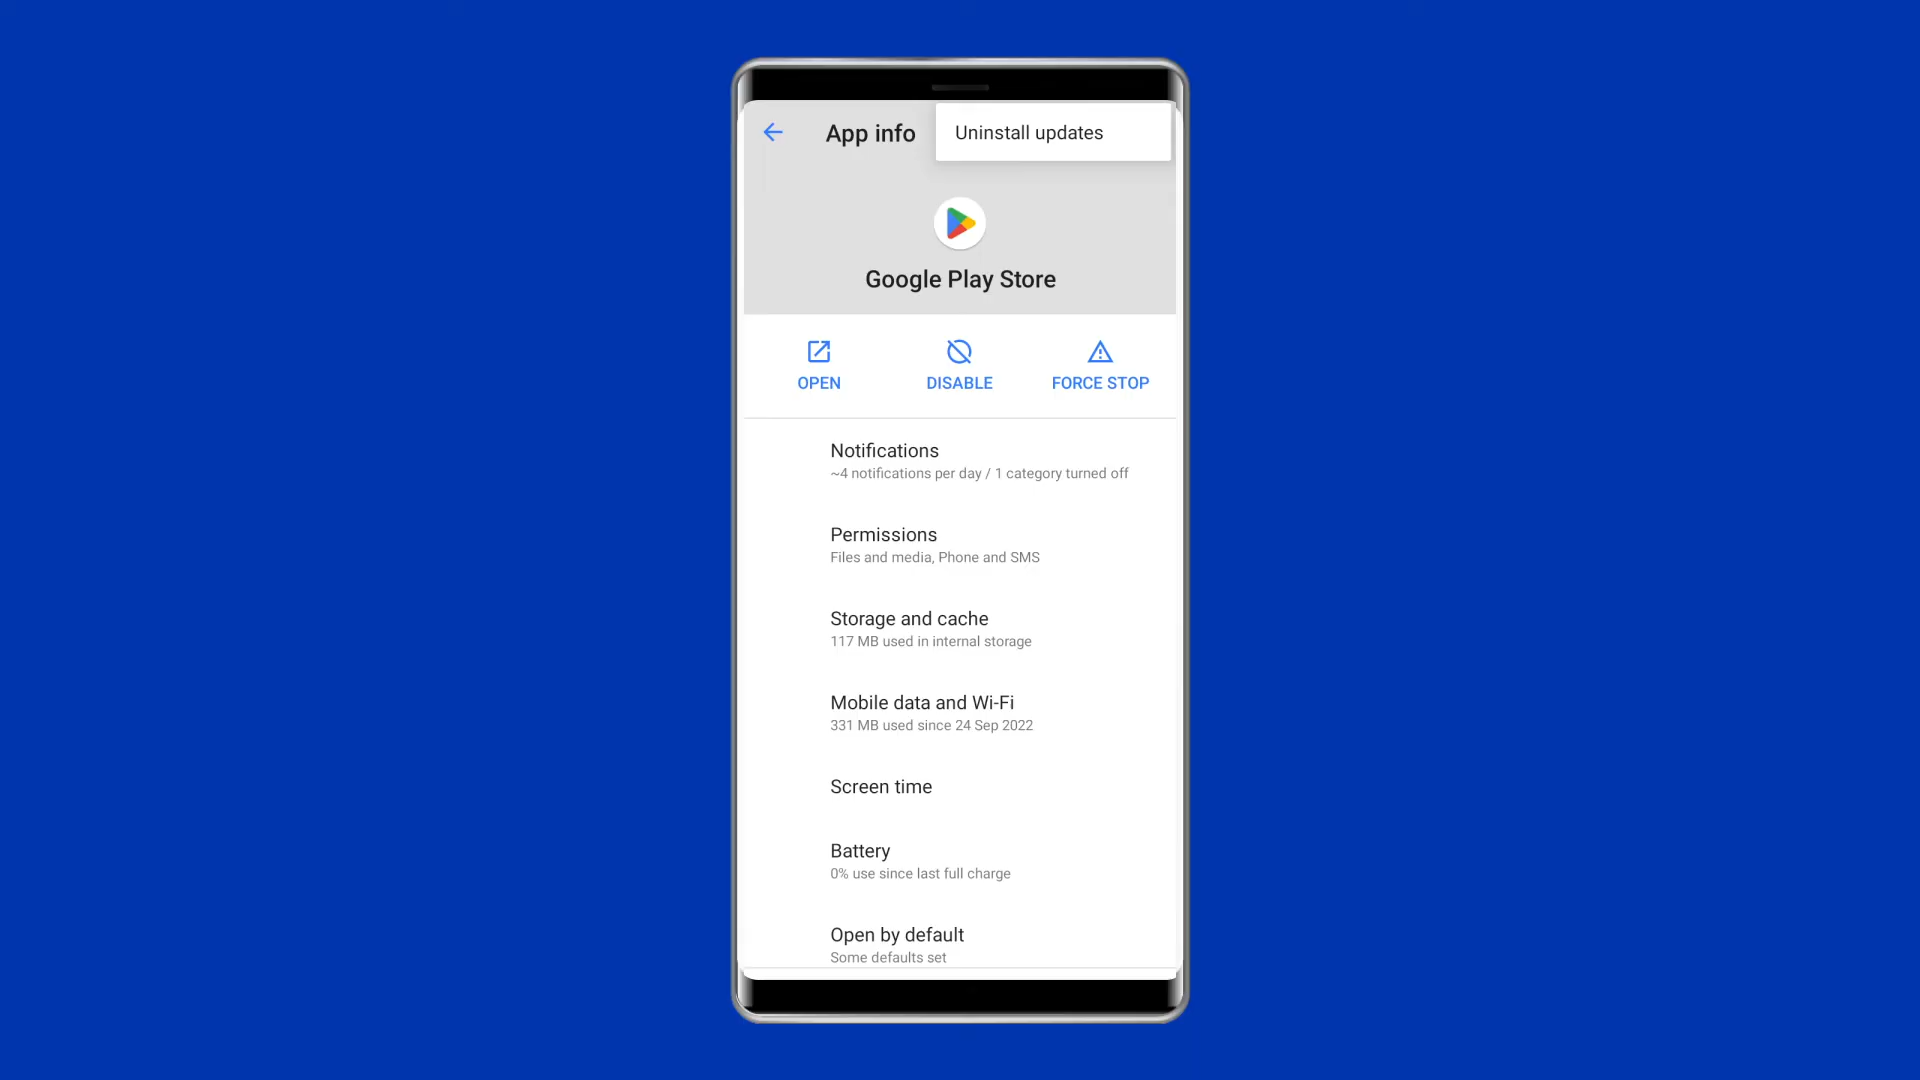 App info
Uninstall updates
Google Play Store
OPEN
DISABLE
FORCE STOP
Notifications
~4 notifications per day / 1 category turned off
Permissions
Files and media, Phone and SMS
Storage and cache
117 MB used in internal storage
Mobile data and Wi-Fi
331 MB used since 24 Sep 2022
Screen time
Battery
0% use since last full charge
Open by default
Some defaults set